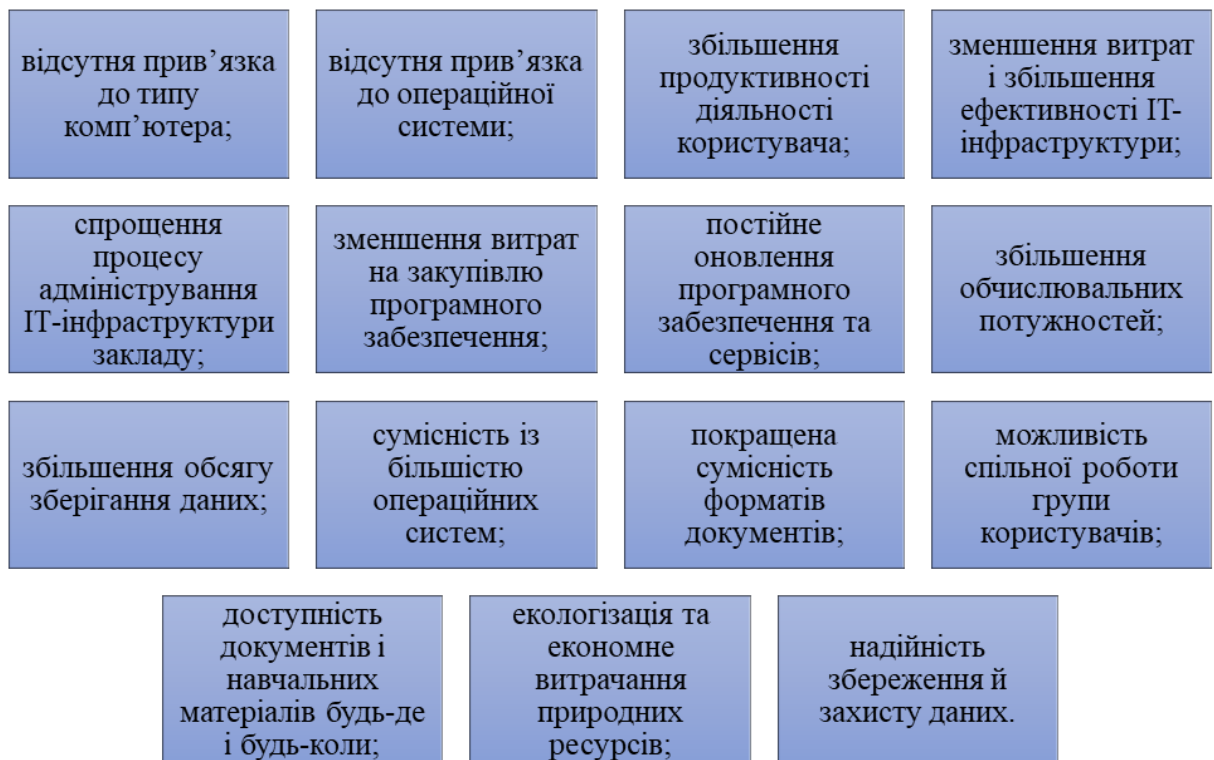 відсутня прив’язка
до типу
комп’ютера;
відсутня прив’язка
до операційної
системи;
збільшення
продуктивності
діяльності
користувача;
зменшення витрат
і збільшення
ефективності ІТ-
інфраструктури;
спрощення
процесу
адміністрування
ІТ-інфраструктури
закладу;
зменшення витрат
на закупівлю
програмного
забезпечення;
постійне
оновлення
програмного
забезпечення та
сервісів;
збільшення
обчислювальних
потужностей;
збільшення обсягу
зберігання даних;
сумісність із
більшістю
операційних
систем;
покращена
сумісність
форматів
документів;
можливість
спільної роботи
групи
користувачів;
доступність
документів і
навчальних
матеріалів будь-де
і будь-коли;
екологізація та
економне
витрачання
природних
ресурсів;
надійність
збереження й
захисту даних.